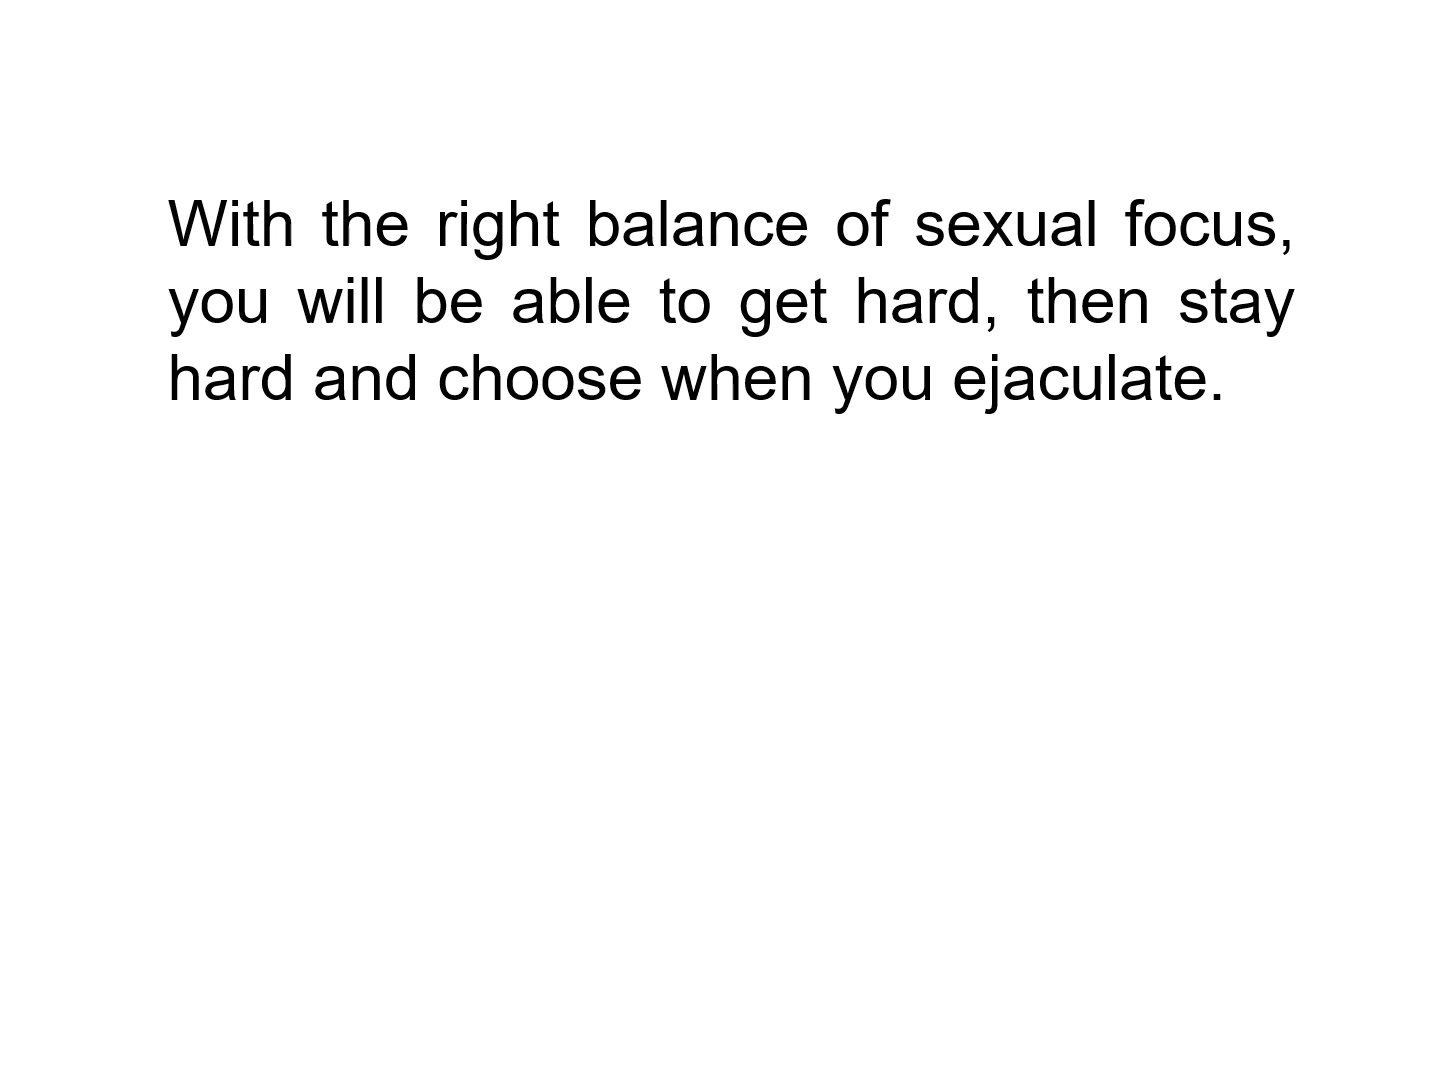 With the right balance of sexual focus,
you will be able to get hard, then stay
hard and choose when you ejaculate.